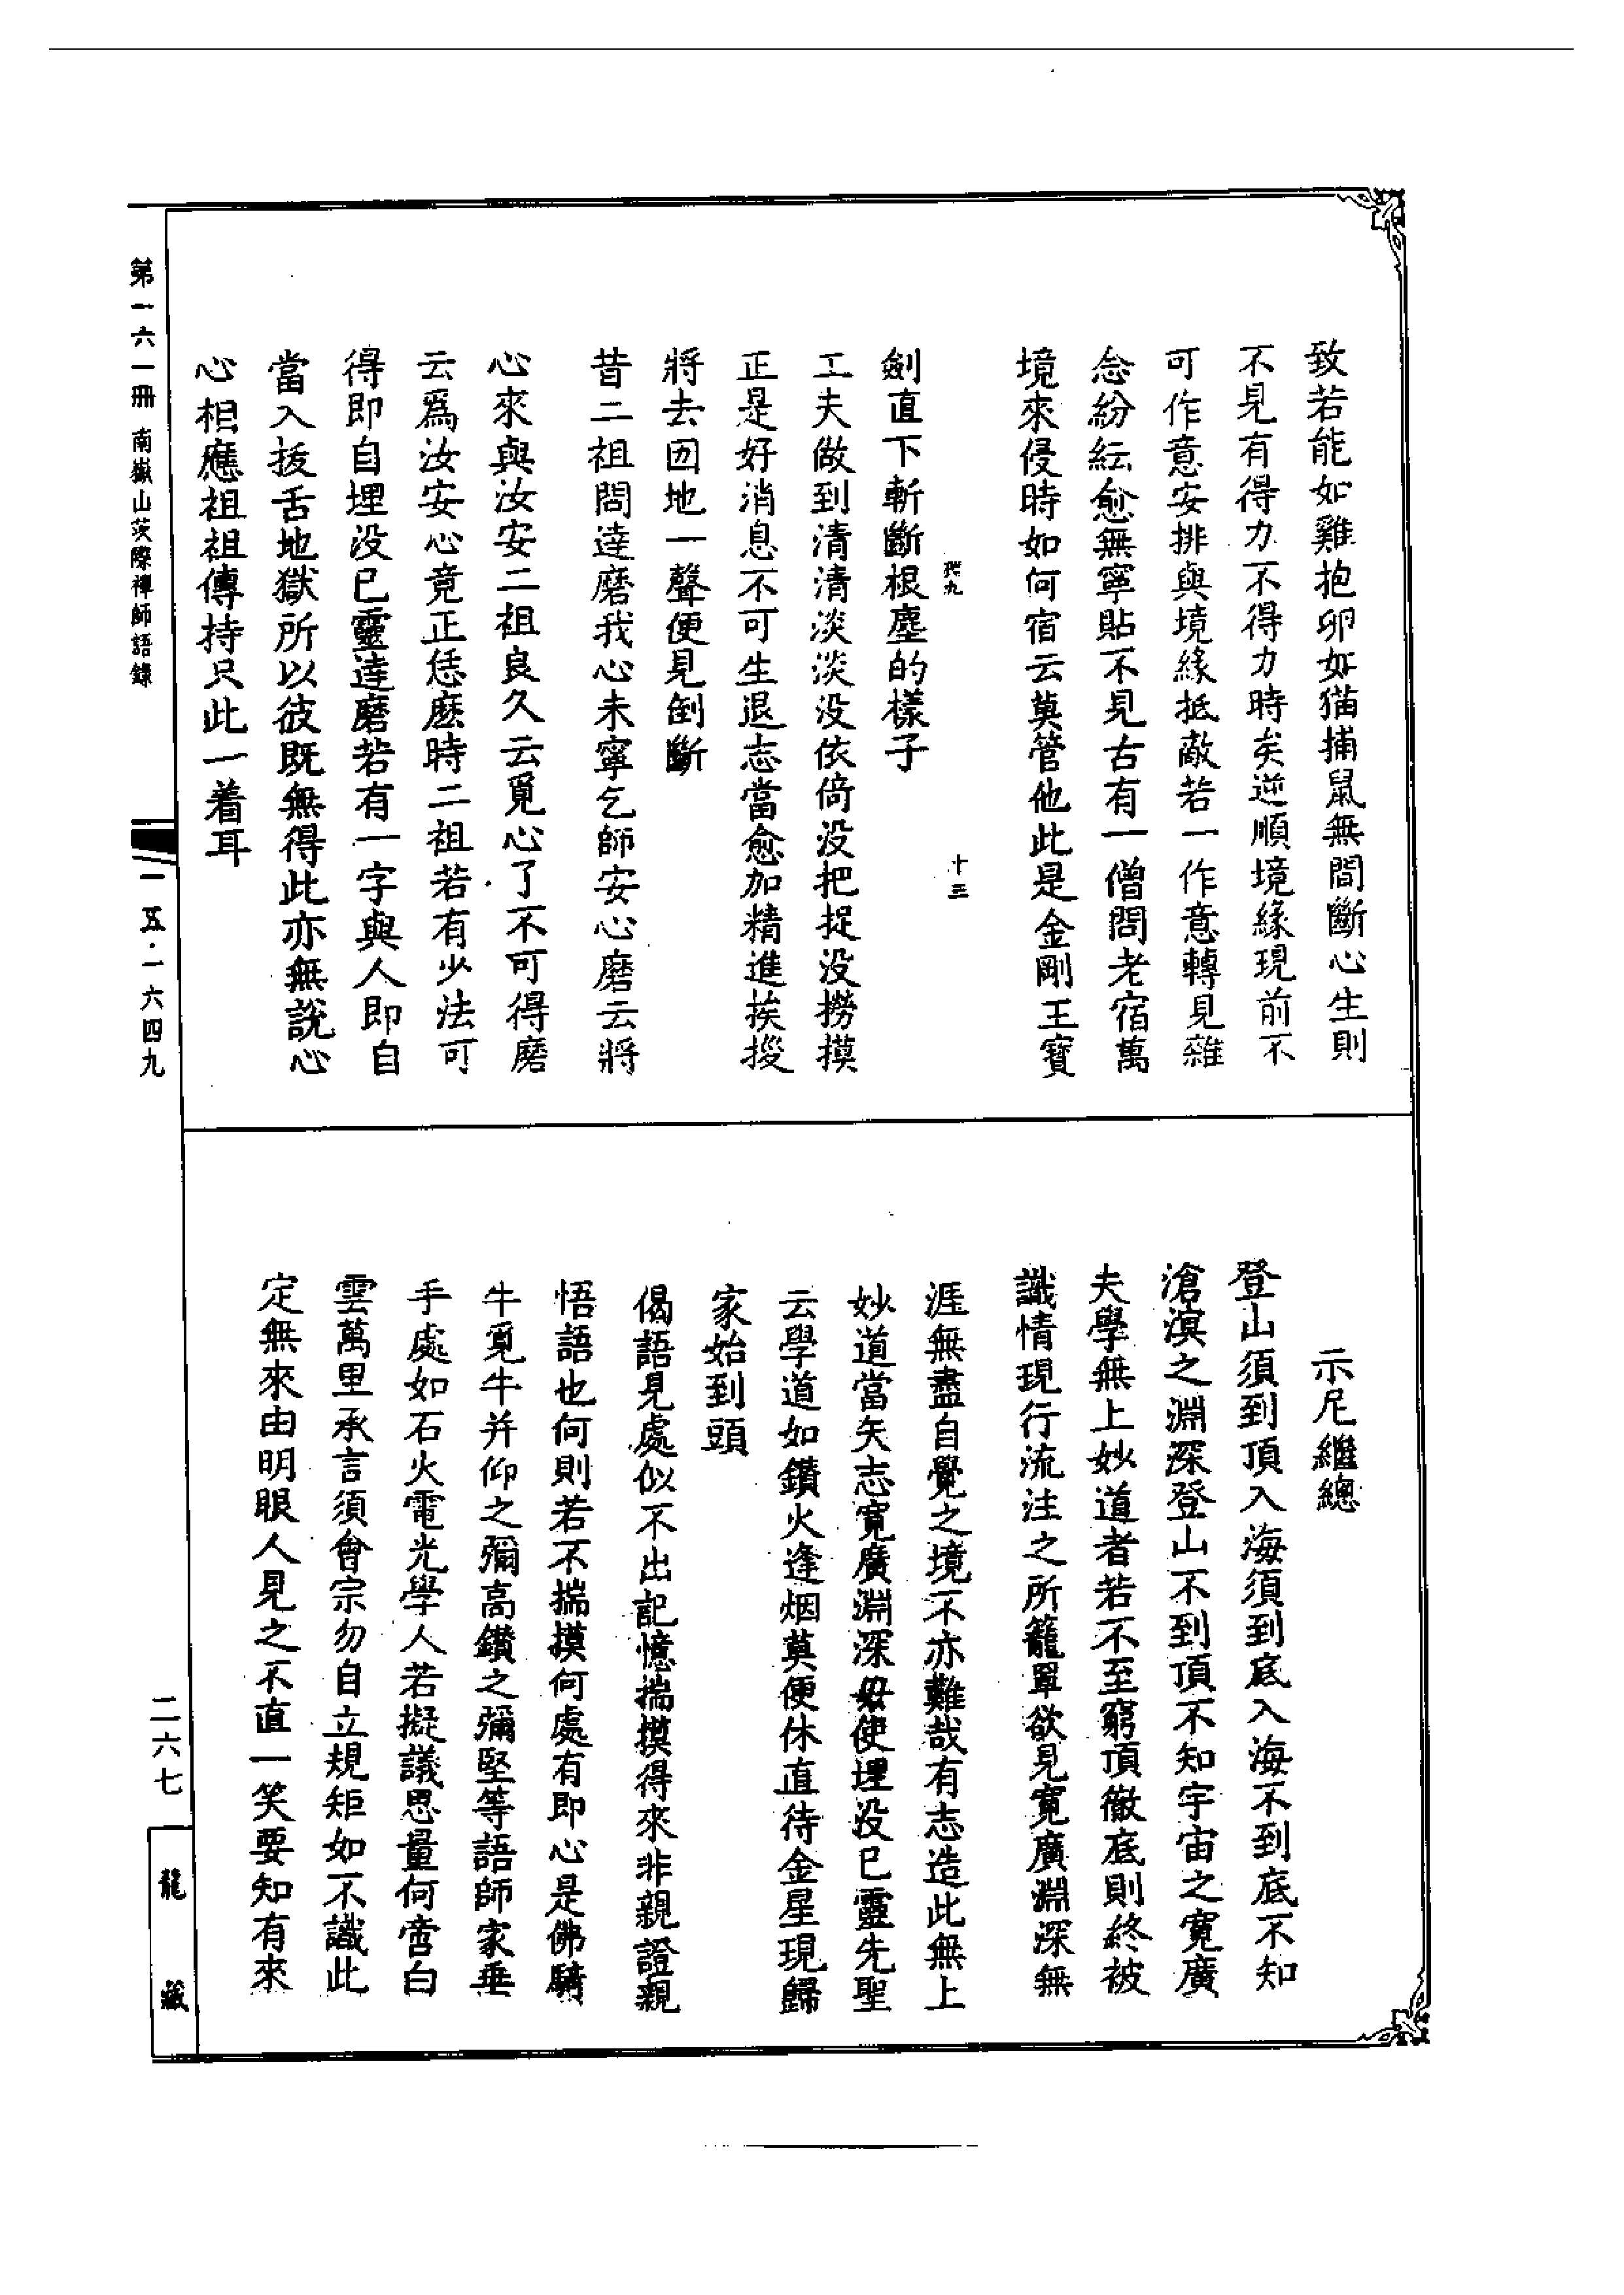 致若能如雞抱卵如猫捕鼠無間斷心生則
不見有得力不得力時矣逆順境緣現前不
可作意安排與境緣抵敵若一作意轉見雜
念紛紜愈無寧貼不見古有一僧問老宿萬
境來侵時如何宿云莫管他此是金剛王寶
十三
劍直下斬斷根塵的樣子
工夫做到清清淡淡没依倚没把捉没撈摸
正是好消息不可生退志當愈加精進挨拶
將去囙地一聲便見倒斷
昔二祖問達磨我心未寧乞師安心磨云將
心來與汝安二祖良久云覓心了不可得磨
云爲汝安心竟正恁麽時二祖若有少法可
得即自埋没已靈達磨若有一字與人即自
當入拔舌地獄所以彼既無得此亦無說心
心相應祖祖傳持只此一着耳
示尼繼總
登山須到頂入海須到底入海不到底不知
滄溟之淵深登山不到頂不知宇宙之寬廣
夫學無上妙道者若不至窮頂徹底則終被
識情現行流注之所籠罩欲見寬廣淵深無
涯無盡自覺之境不亦難哉有志造此無上
妙道當矢志寬廣淵深毋使埋没已靈先聖
云學道如鑽火逢烟莫便休直待金星現歸
家始到頭
偈語見處似不出記憶揣摸得來非親證親
悟語也何則若不揣摸何處有即心是佛騎
牛覓牛并仰之彌高鑽之彌堅等語師家垂
手處如石火電光學人若擬議思量何啻白
雲萬里承言須會宗勿自立規矩如不識此
定無來由明眼人見之不直一笑要知有來
第一六一冊 南嶽山茨際禪師語錄
一五·一六四九
二六七
龍藏